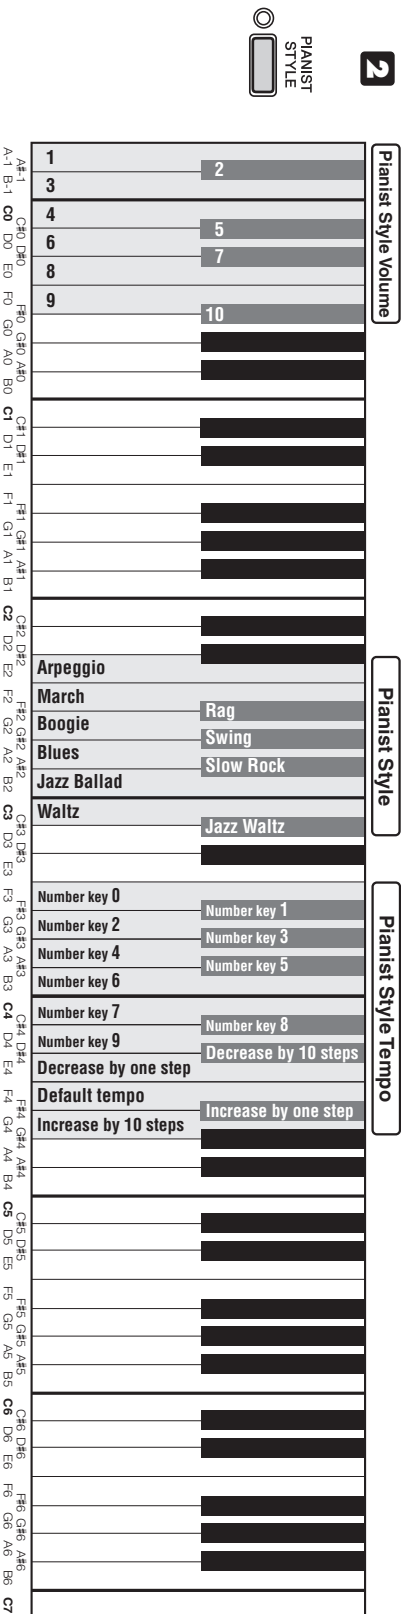 2
PIANIST
STYLE
Pianist Style Volume
1
2
3
4
5
6
7
8
9
10
Pianist Style
Arpeggio
March
Rag
Boogie
Swing
Blues
Slow Rock
Jazz Ballad
Waltz
Jazz Waltz
Pianist Style Tempo
Number key 0
Number key 1
Number key 2
Number key 3
Number key 4
Number key 5
Number key 6
Number key 7
Number key 8
Number key 9
Decrease by 10 steps
Decrease by one step
Default tempo
Increase by one step
Increase by 10 steps
A#-1 C#0 D#0 F#0 G#0 A#0 C#1 D#1 F#1 G#1 A#1 C#2 D#2 F#2 G#2 A#2 C#3 D#3 F#3 G#3 A#3 C#4 D#4 F#4 G#4 A#4 C#5 D#5 F#5 G#5 A#5 C#6 D#6 F#6 G#6 A#6
A-1 B-1 C0 D0 E0 F0 G0 A0 B0 C1 D1 E1 F1 G1 A1 B1 C2 D2 E2 F2 G2 A2 B2 C3 D3 E3 F3 G3 A3 B3 C4 D4 E4 F4 G4 A4 B4 C5 D5 E5 F5 G5 A5 B5 C6 D6 E6 F6 G6 A6 B6 C7